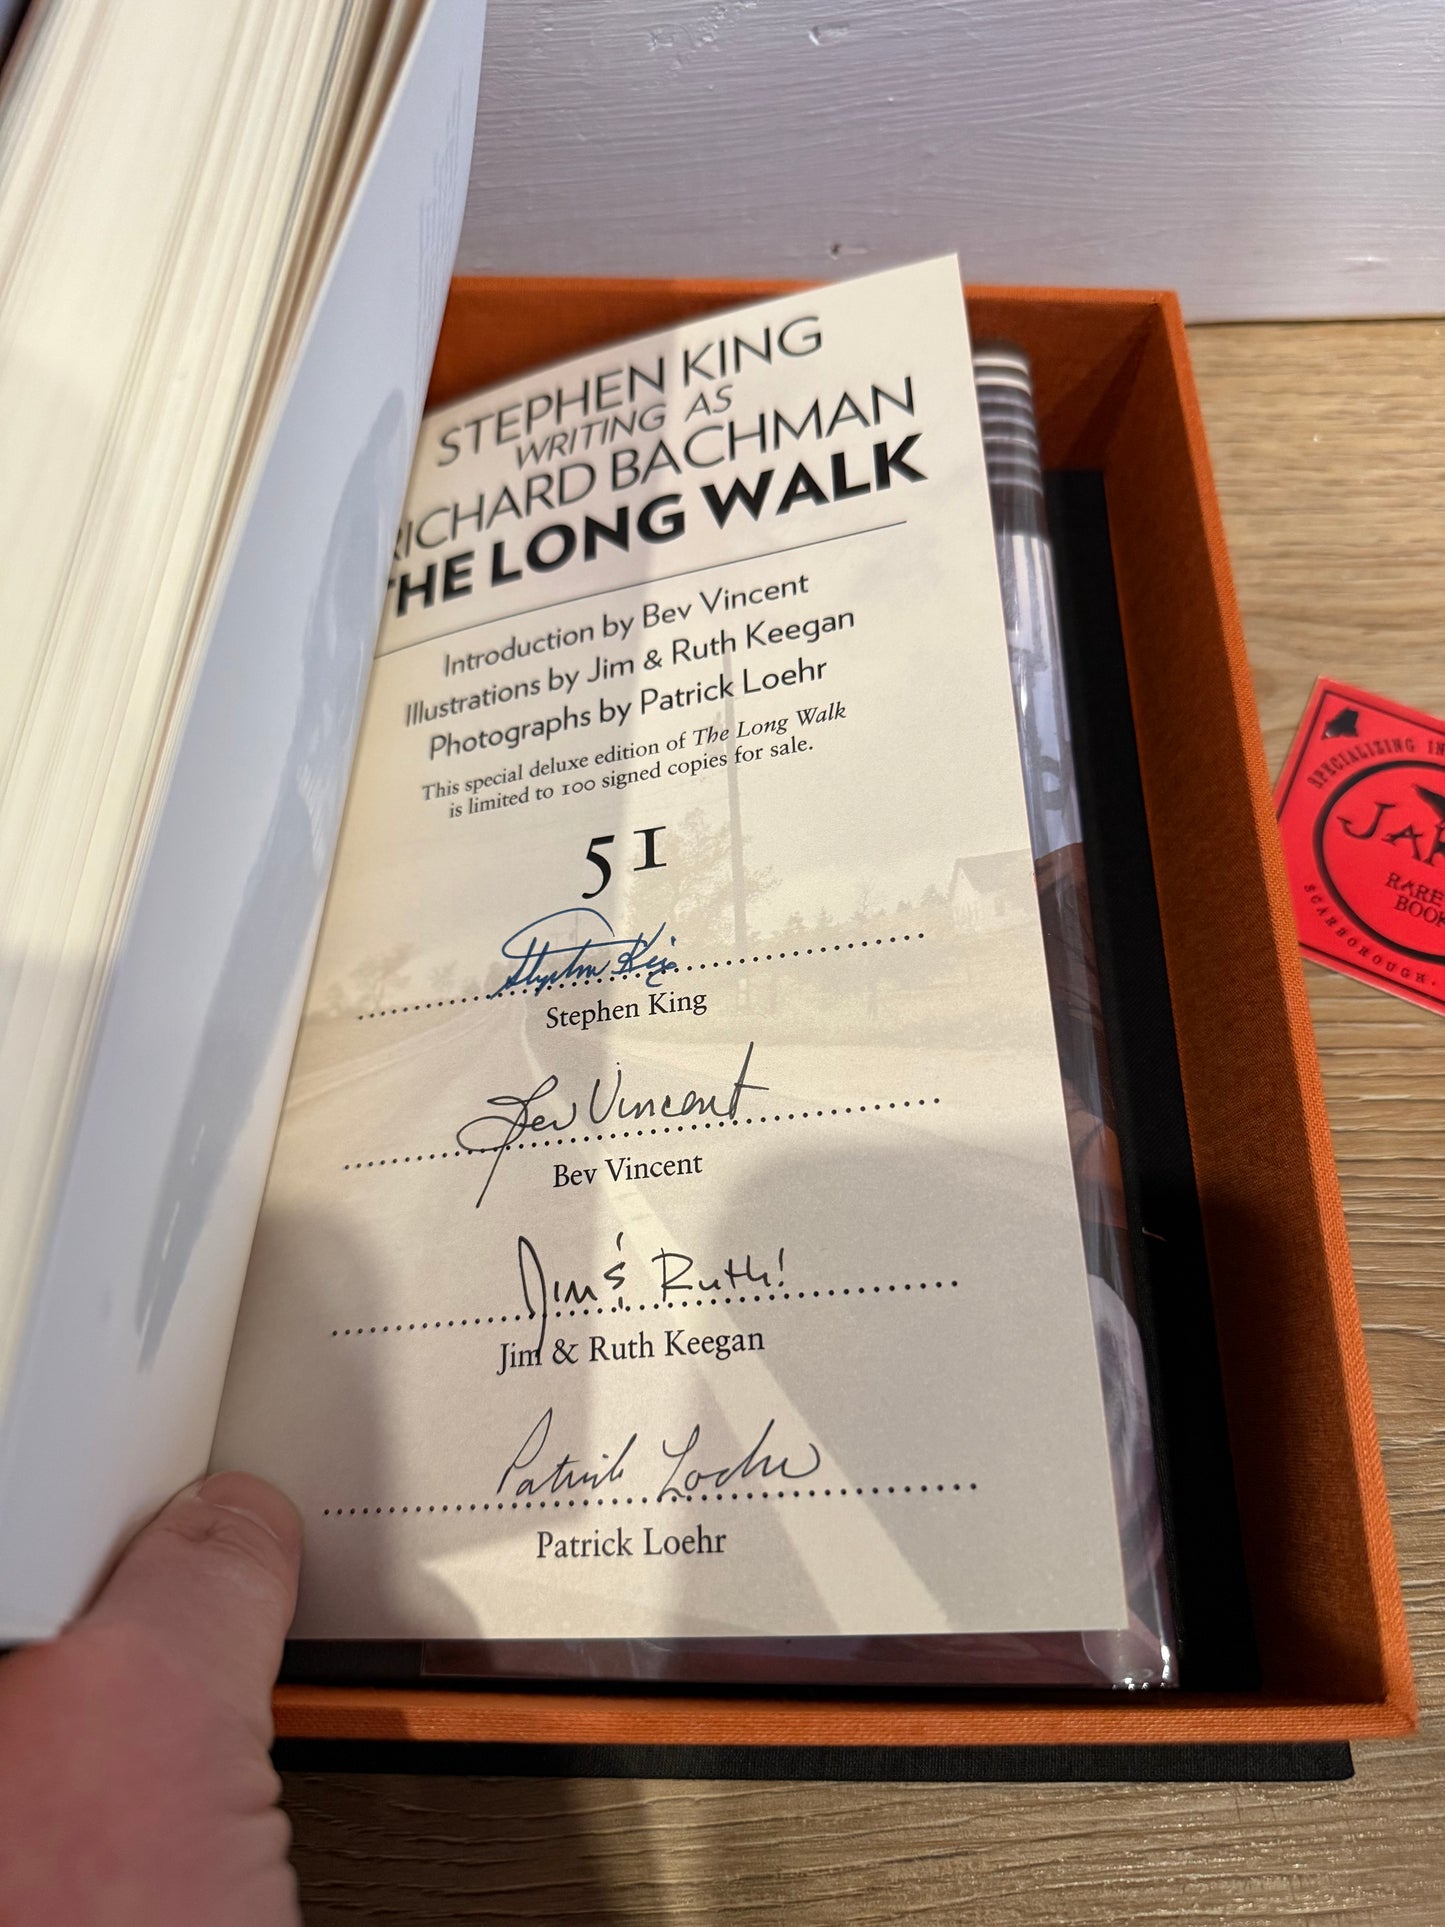 STEPHEN KING
WRITING AS
RICHARD BACHMAN
THE LONG WALK
Introduction by Bev Vincent
Illustrations by Jim & Ruth Keegan
Photographs by Patrick Loehr
This special deluxe edition of The Long Walk
is limited to 100 signed copies for sale.
51
Stephen King
Stephen King
Bev Vincent
Bev Vincent
Jim & Ruth!
Jim & Ruth Keegan
Patrick Loehr
Patrick Loehr
SPECIALIZING IN
JA
RARE
BOO
SCARBOROUGH